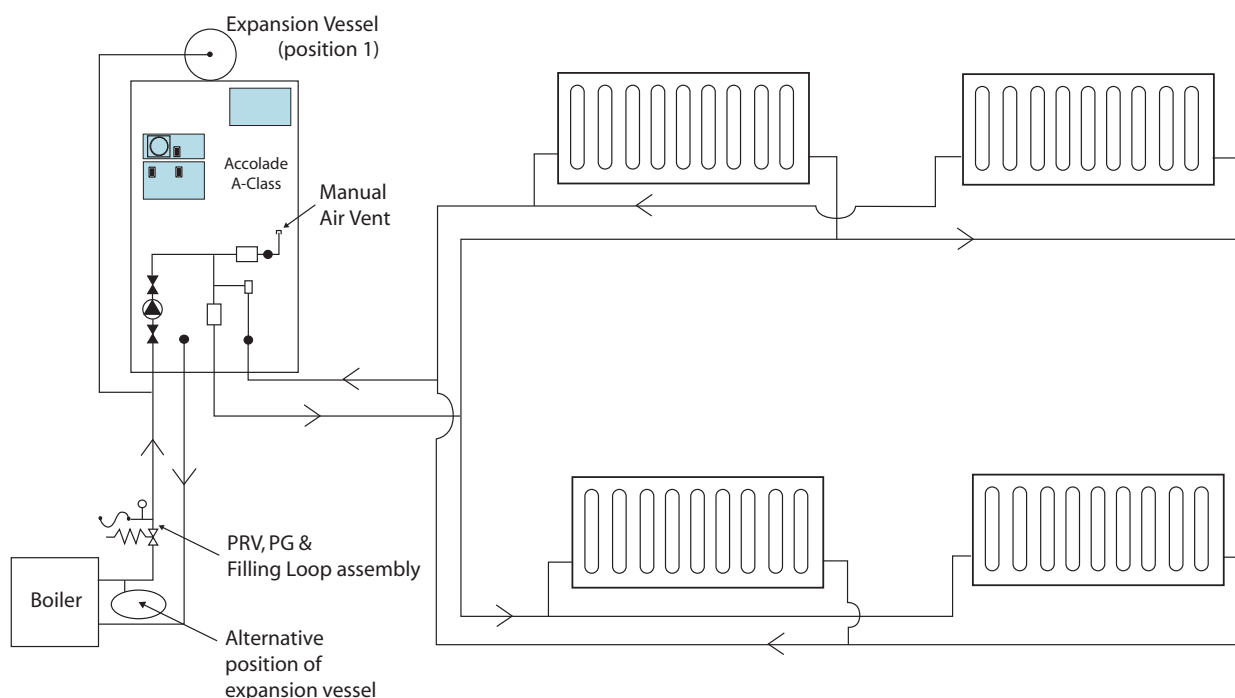 Expansion Vessel
(position 1)
Accolade
A-Class
Manual
Air Vent
PRV, PG &
Filling Loop assembly
Boiler
Alternative
position of
expansion vessel